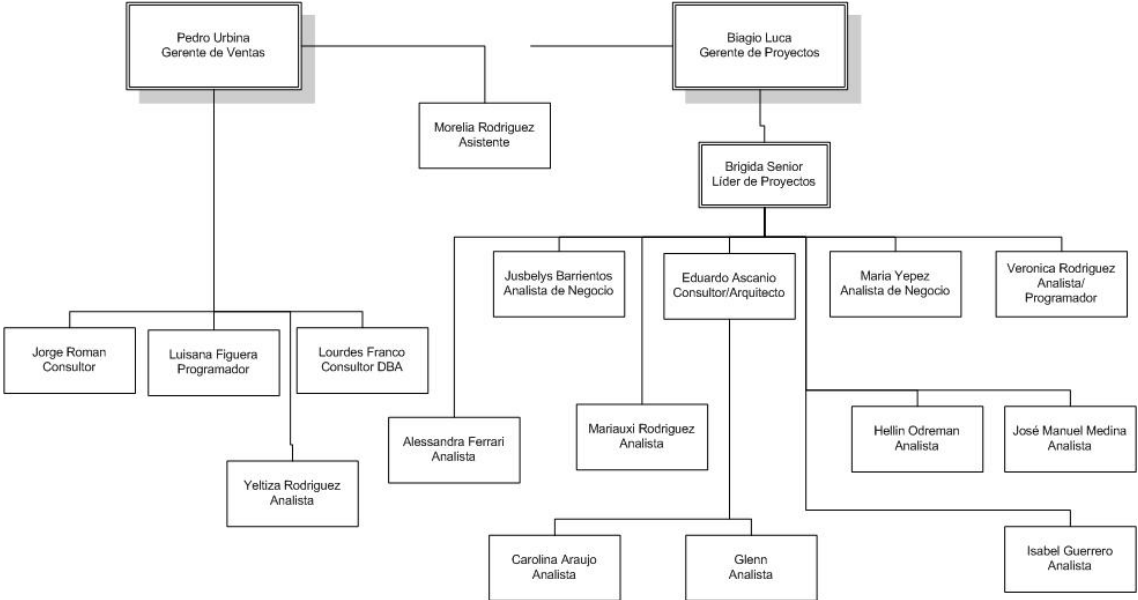 Pedro Urbina
Gerente de Ventas
Biagio Luca
Gerente de Proyectos
Morelia Rodriguez
Asistente
Brigida Senior
Líder de Proyectos
Jusbelys Barrientos
Analista de Negocio
Eduardo Ascanio
Consultor/Arquitecto
Maria Yepez
Analista de Negocio
Veronica Rodriguez
Analista/
Programador
Jorge Roman
Consultor
Luisana Figuera
Programador
Lourdes Franco
Consultor DBA
Alessandra Ferrari
Analista
Mariauxi Rodriguez
Analista
Hellin Odreman
Analista
José Manuel Medina
Analista
Yeltiza Rodriguez
Analista
Carolina Araujo
Analista
Glenn
Analista
Isabel Guerrero
Analista